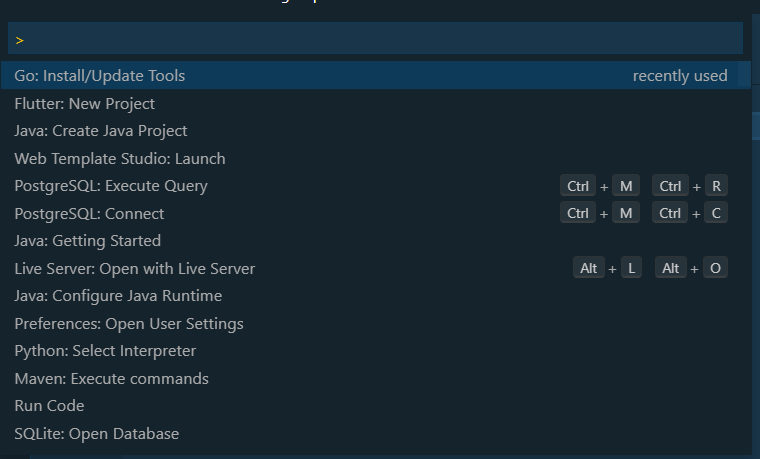 >
Go: Install/Update Tools recently used
Flutter: New Project
Java: Create Java Project
Web Template Studio: Launch
PostgreSQL: Execute Query Ctrl + M Ctrl + R
PostgreSQL: Connect Ctrl + M Ctrl + C
Java: Getting Started
Live Server: Open with Live Server Alt + L Alt + O
Java: Configure Java Runtime
Preferences: Open User Settings
Python: Select Interpreter
Maven: Execute commands
Run Code
SQLite: Open Database